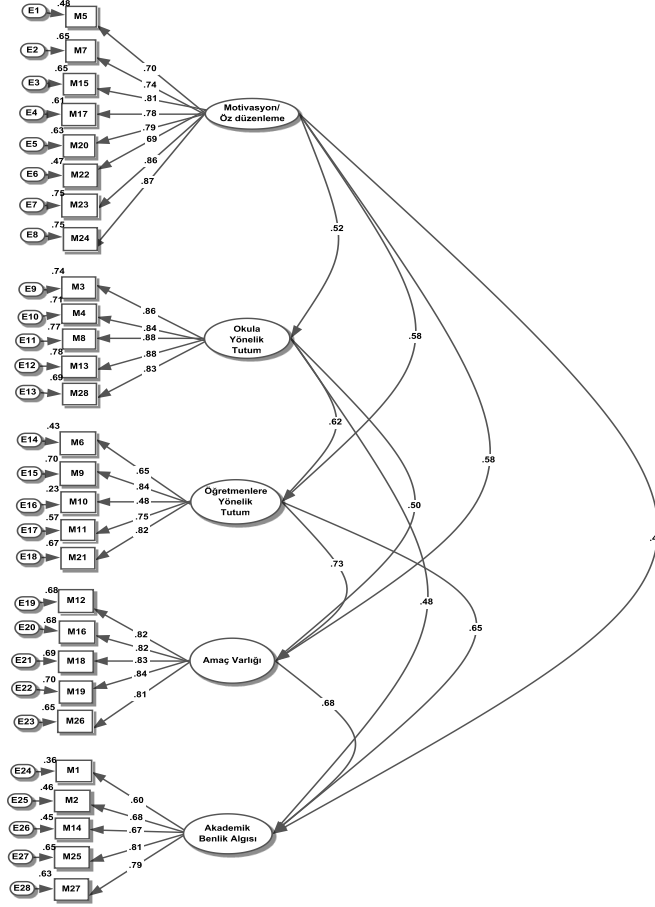 .48
E1
M5
.65
E2
M7
.65
E3
M15
.61
E4
M17
.63
E5
M20
.47
E6
M22
.75
E7
M23
.75
E8
M24
.70
.74
.81
.78
.79
69
.86
.87
Motivasyon/
Öz düzenleme
.52
.58
.58
.74
E9
M3
.71
E10
M4
.77
E11
M8
.78
E12
M13
.69
E13
M28
.86
.84
.88
.88
.83
Okula
Yönelik
Tutum
.62
.50
.48
.43
E14
M6
.70
E15
M9
.23
E16
M10
.57
E17
M11
.67
E18
M21
.65
.84
.48
.75
.82
Öğretmenlere
Yönelik
Tutum
.73
.65
.68
E19
M12
.68
E20
M16
.69
E21
M18
.70
E22
M19
.65
E23
M26
.82
.82
.83
.84
.81
Amaç Varlığı
.68
.36
E24
M1
.46
E25
M2
.45
E26
M14
.65
E27
M25
.63
E28
M27
.60
.68
.67
.81
.79
Akademik
Benlik Algısı